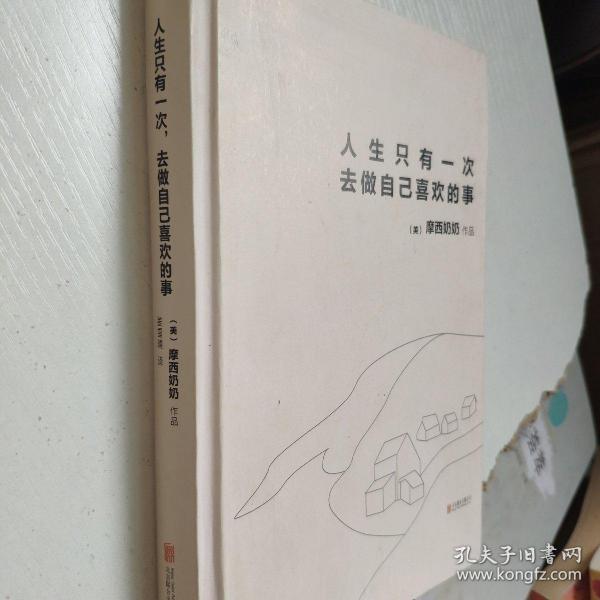 人生只有一次，去做自己喜欢的事
（美）摩西奶奶 作品
人生只有一次
去做自己喜欢的事
（美）摩西奶奶 作品
孔夫子旧书网
www.kongfz.com